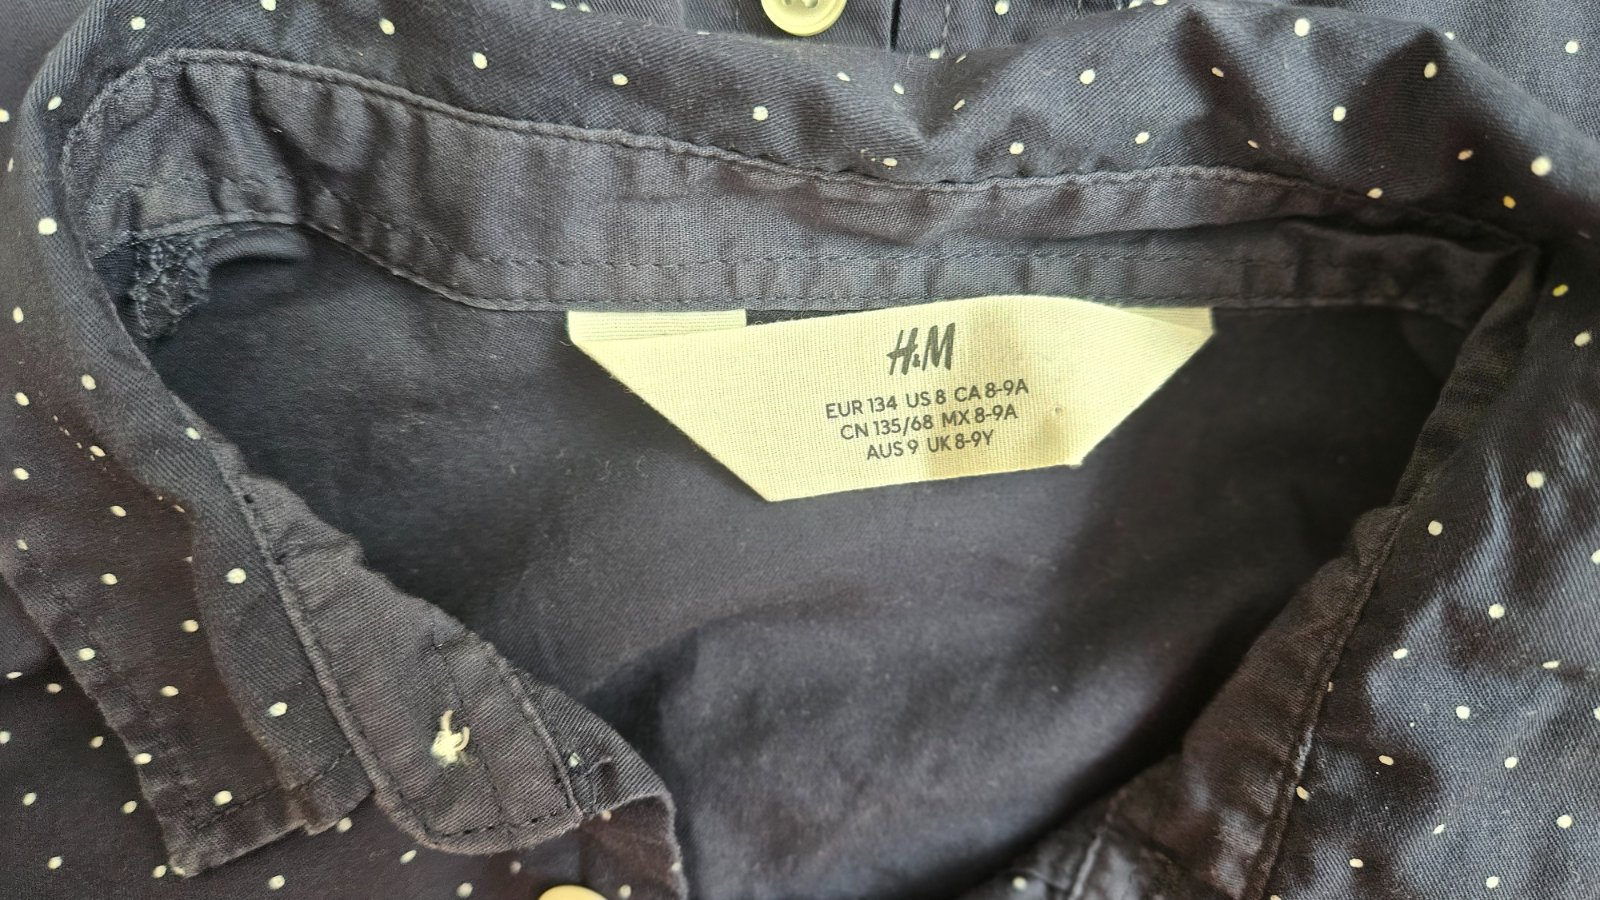 H&M
EUR 134 US 8 CA 8-9A
CN 135/68 MX 8-9A
AUS 9 UK 8-9Y